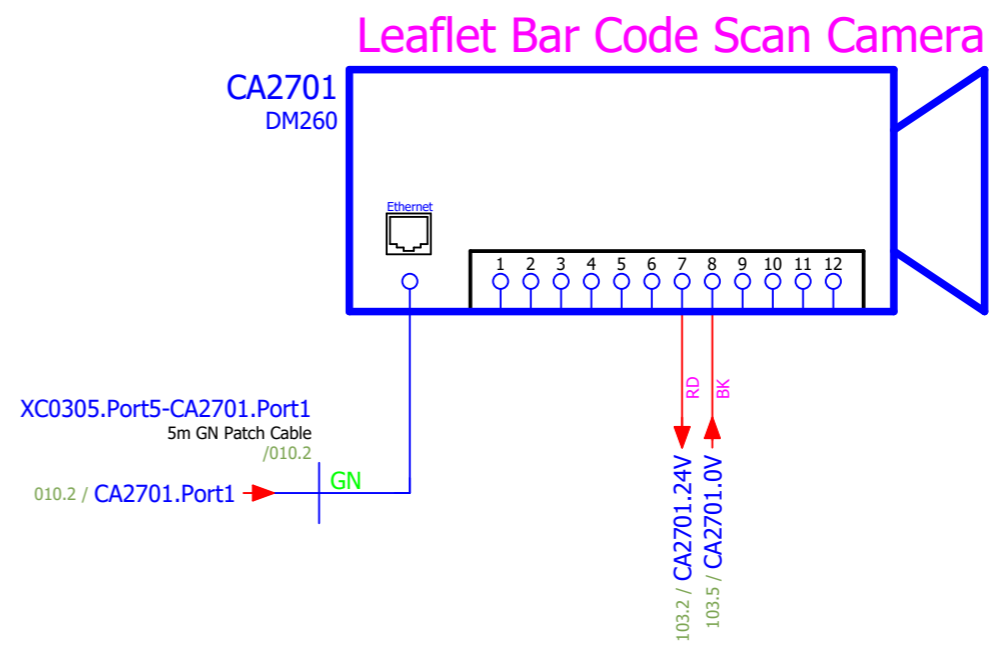 Leaflet Bar Code Scan Camera
CA2701
DM260
Ethernet
1 2 3 4 5 6 7 8 9 10 11 12
RD
BK
XC0305.Port5-CA2701.Port1
5m GN Patch Cable
/010.2
GN
010.2 / CA2701.Port1
103.2 / CA2701.24V
103.5 / CA2701.0V